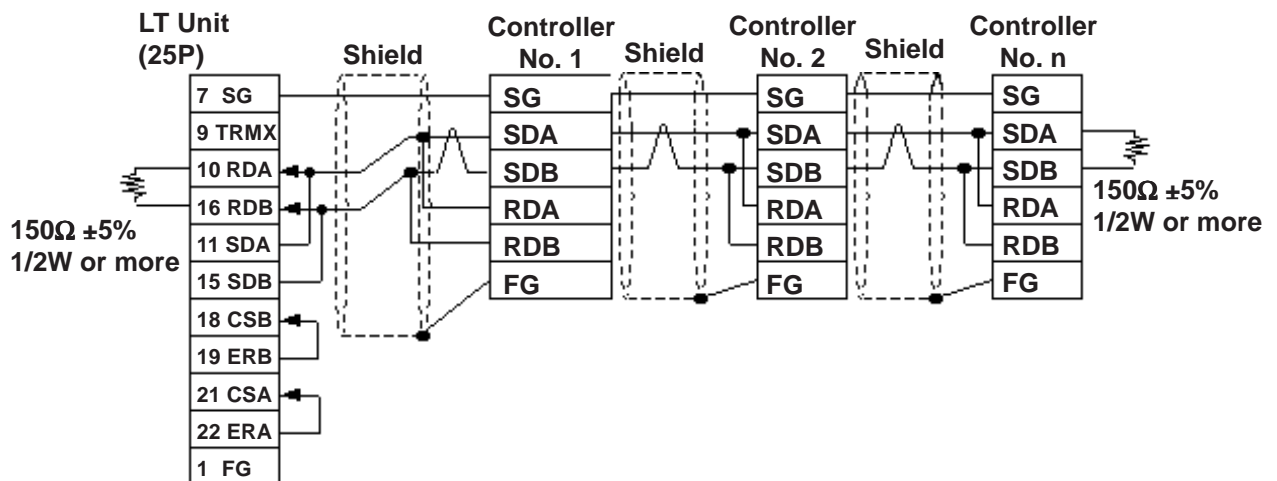 LT Unit
(25P)
Shield
Controller
No. 1
Shield
Controller
No. 2
Shield
Controller
No. n
7 SG
9 TRMX
10 RDA
16 RDB
11 SDA
15 SDB
18 CSB
19 ERB
21 CSA
22 ERA
1 FG
150Ω ±5%
1/2W or more
SG
SDA
SDB
RDA
RDB
FG
SG
SDA
SDB
RDA
RDB
FG
SG
SDA
SDB
RDA
RDB
FG
150Ω ±5%
1/2W or more